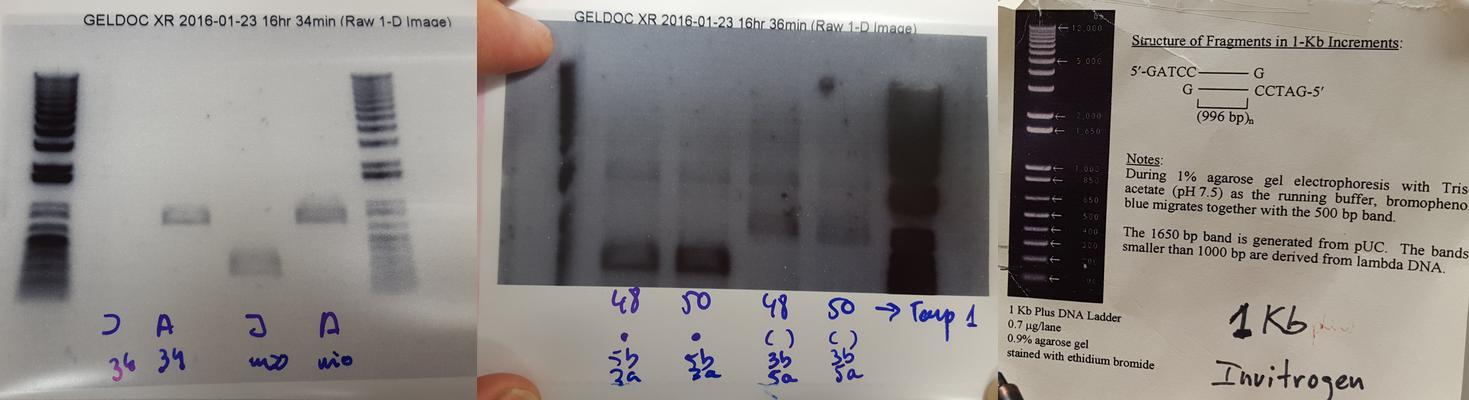 GELDOC XR 2016-01-23 16hr 34min (Raw 1-D Image)
J A J A
34 34 mio mio
GELDOC XR 2016-01-23 16hr 36min (Raw 1-D Image)
48 50 48 50 → Temp 1
• • ( ) ( )
5b 5b 3b 3b
3a 3a 5a 5a
12,000
5,000
2,000
1,650
1,000
850
650
500
400
Structure of Fragments in 1-Kb Increments:
5'-GATCC G
G CCTAG-5'
(996 bp)n
Notes:
During 1% agarose gel electrophoresis with Tris
acetate (pH 7.5) as the running buffer, bromopheno
blue migrates together with the 500 bp band.
The 1650 bp band is generated from pUC. The bands
smaller than 1000 bp are derived from lambda DNA.
1 Kb Plus DNA Ladder
0.7 µg/lane
0.9% agarose gel
stained with ethidium bromide
1 Kb plus
Invitrogen